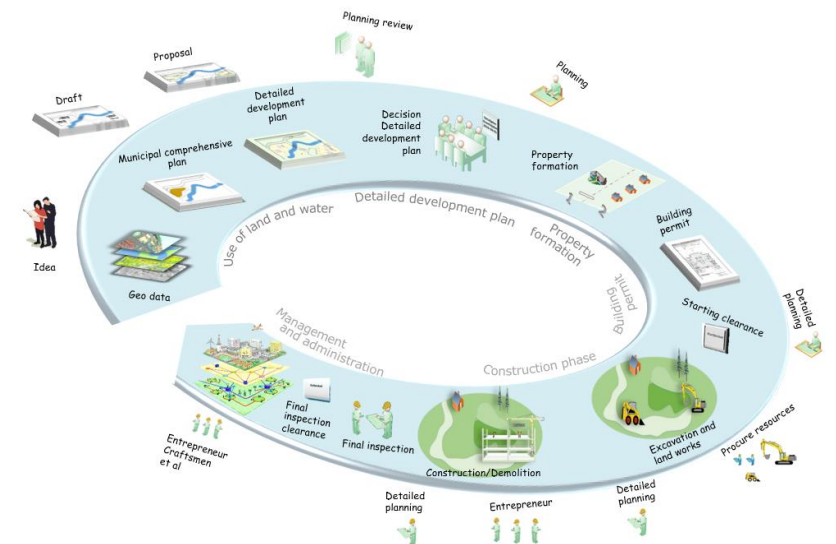 Planning review
Proposal
Draft
Detailed
development
plan
Municipal comprehensive
plan
Idea
Geo data
Decision
Detailed
development
plan
Planning
Property
formation
Building
permit
Starting clearance
Detailed
planning
Use of land and water
Detailed development plan
Property
formation
Building
permit
Construction phase
Management
and administration
Excavation and
land works
Procure resources
Detailed
planning
Construction/Demolition
Entrepreneur
Detailed
planning
Final inspection
Final
inspection
clearance
Entrepreneur
Craftsmen
et al